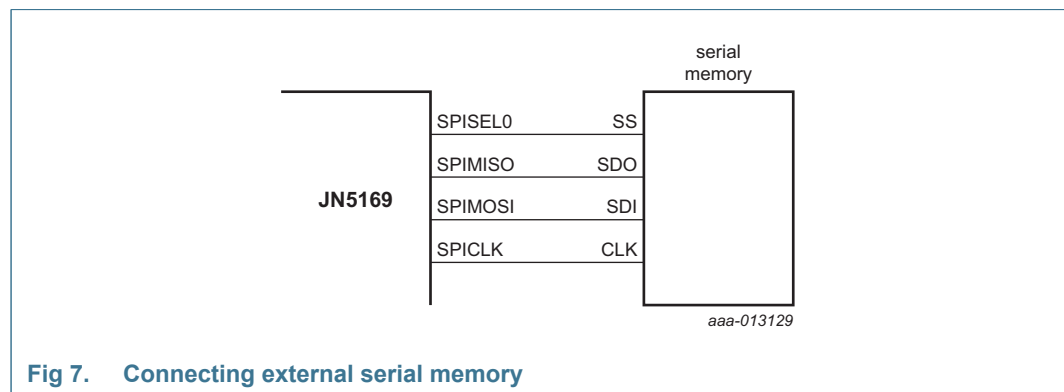 serial
memory
SPISEL0 SS
SPIMISO SDO
JN5169
SPIMOSI SDI
SPICLK CLK
aaa-013129
Fig 7. Connecting external serial memory